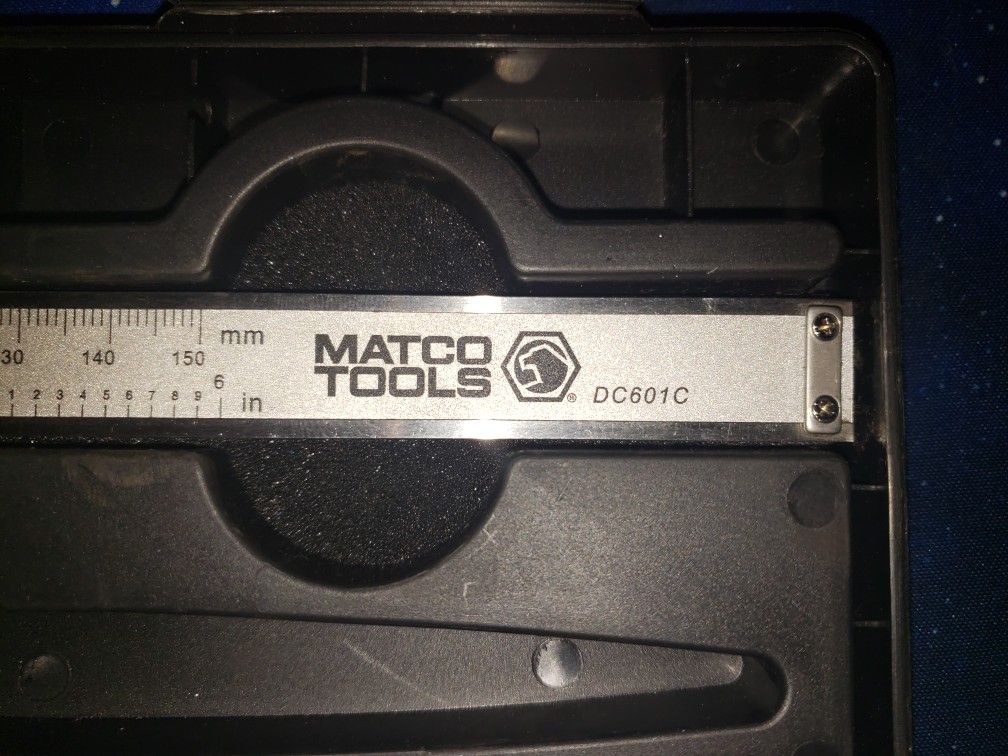 mm
30 140 150
MATCO
TOOLS
®
DC601C
6
1 2 3 4 5 6 7 8 9
in